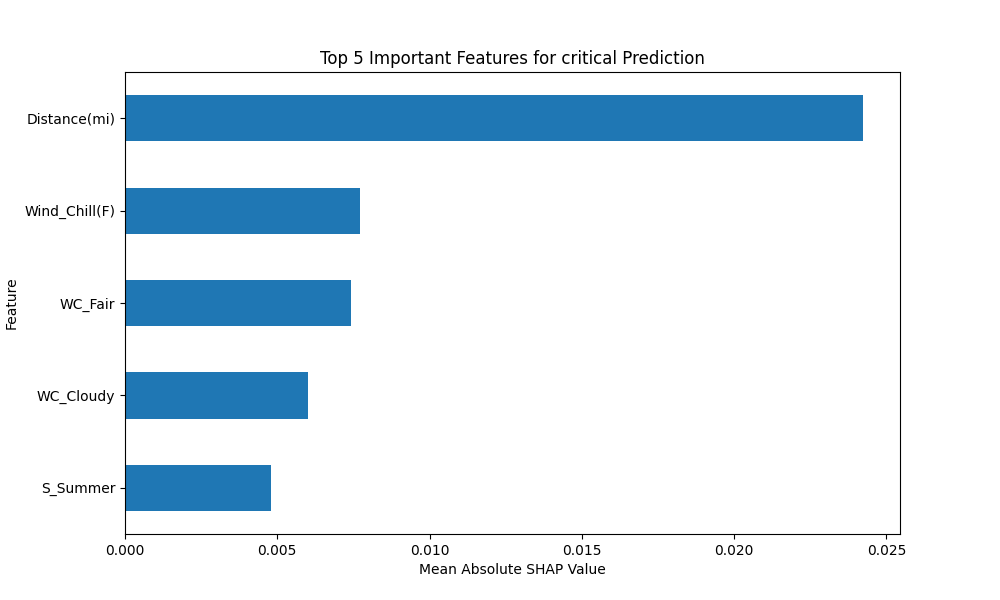 Top 5 Important Features for critical Prediction
Distance(mi)
Wind_Chill(F)
WC_Fair
WC_Cloudy
S_Summer
Feature
0.000 0.005 0.010 0.015 0.020 0.025
Mean Absolute SHAP Value